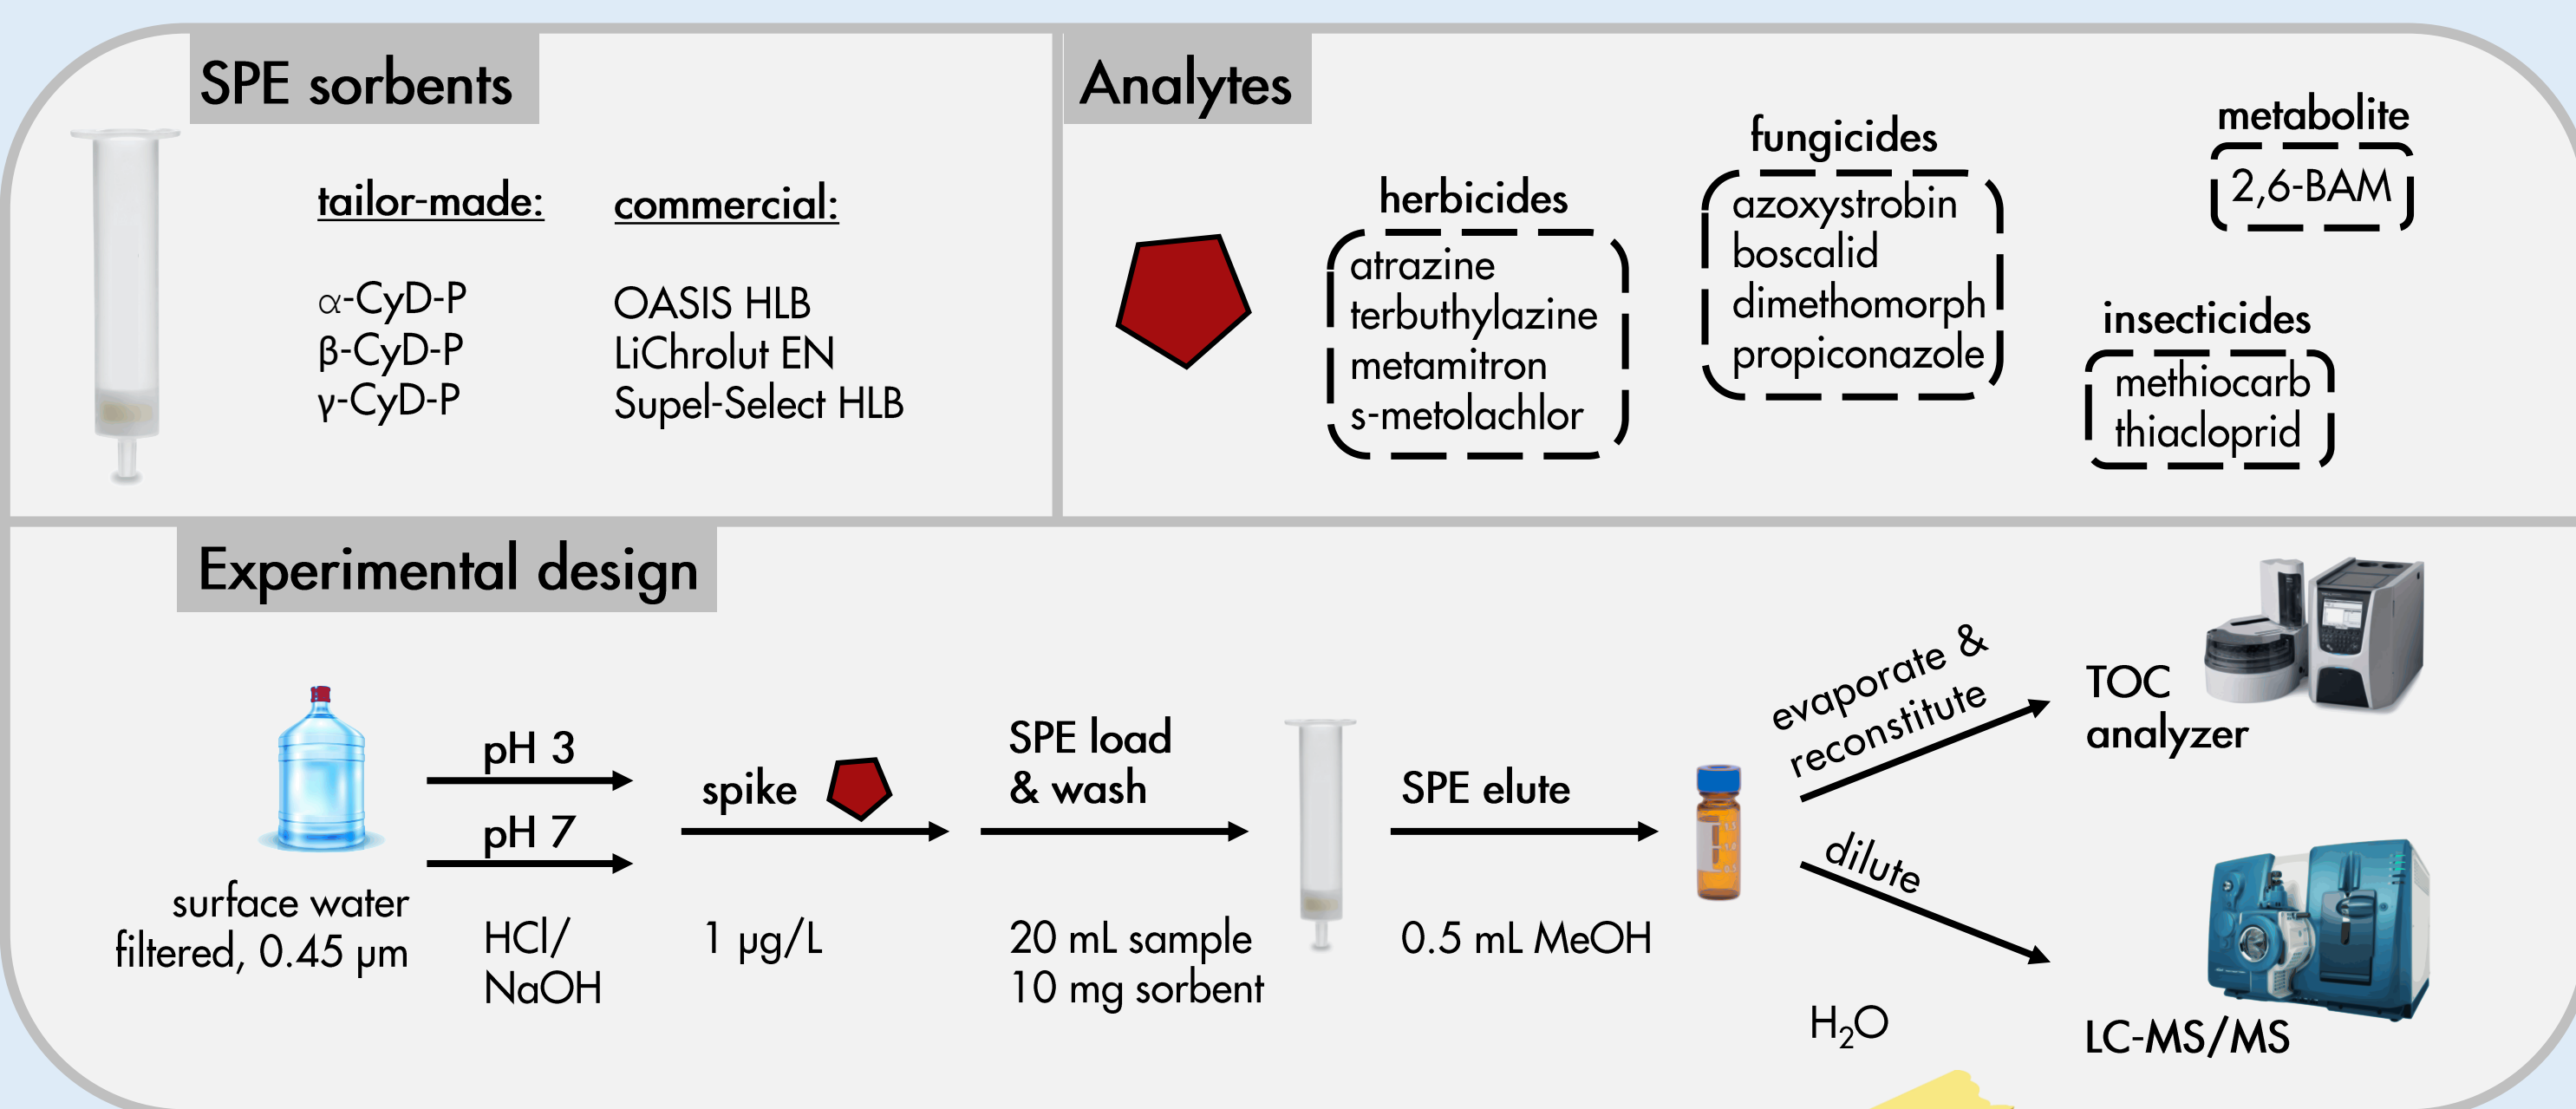 SPE sorbents
tailor-made:
α-CyD-P
β-CyD-P
γ-CyD-P
commercial:
OASIS HLB
LiChrolut EN
Supel-Select HLB
Analytes
herbicides
atrazine
terbuthylazine
metamitron
s-metolachlor
fungicides
azoxystrobin
boscalid
dimethomorph
propiconazole
metabolite
2,6-BAM
insecticides
methiocarb
thiacloprid
Experimental design
surface water
filtered, 0.45 µm
pH 3
pH 7
HCl/
NaOH
spike
1 µg/L
SPE load
& wash
20 mL sample
10 mg sorbent
SPE elute
0.5 mL MeOH
evaporate &
reconstitute
TOC
analyzer
dilute
H₂O
LC-MS/MS